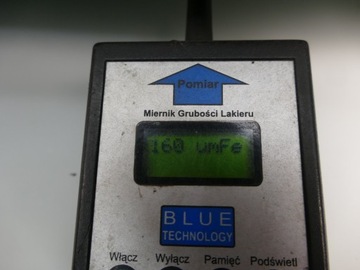 Pomiar
Miernik Grubości Lakieru
160 umFe
BLUE
TECHNOLOGY
Włącz Wyłącz Pamięć Podświetl